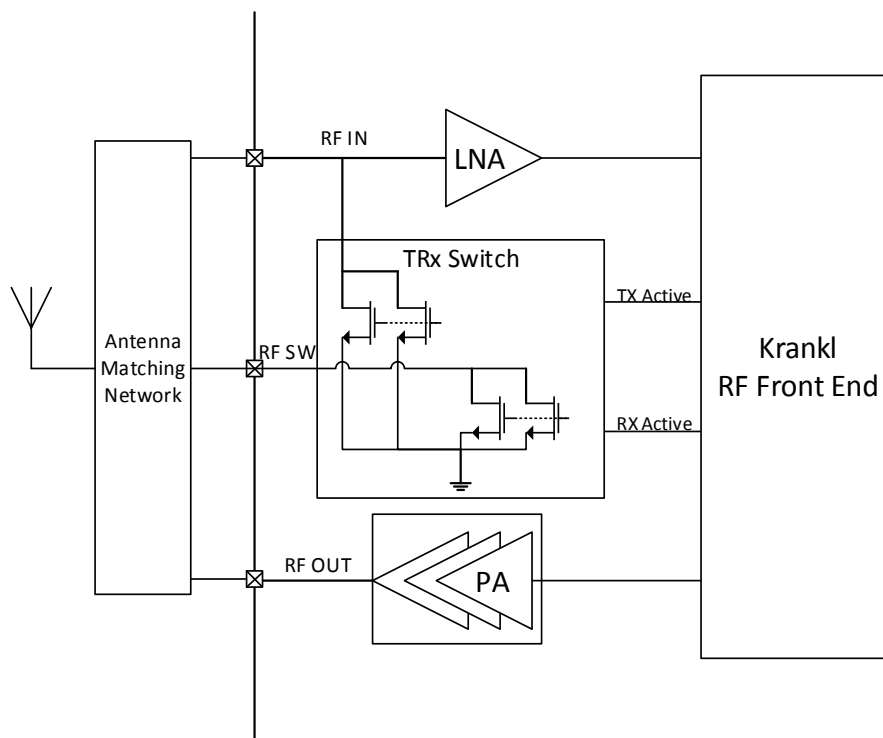 RF IN
LNA
TRx Switch
TX Active
Antenna
Matching
Network
RF SW
Krankl
RF Front End
RX Active
RF OUT
PA